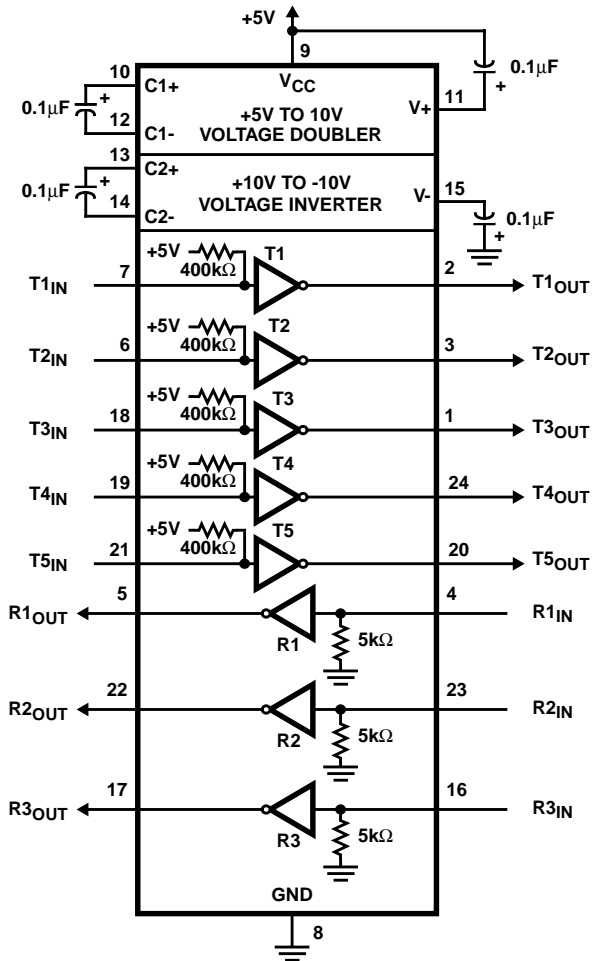 +5V
9
10
C1+
VCC
0.1µF
+
12
C1-
+5V TO 10V
VOLTAGE DOUBLER
V+
11
+
0.1µF
13
C2+
0.1µF
+
14
C2-
+10V TO -10V
VOLTAGE INVERTER
V-
15
0.1µF
+
+5V
400kΩ
T1
T1IN
7
2
T1OUT
+5V
400kΩ
T2
T2IN
6
3
T2OUT
+5V
400kΩ
T3
T3IN
18
1
T3OUT
+5V
400kΩ
T4
T4IN
19
24
T4OUT
+5V
400kΩ
T5
T5IN
21
20
T5OUT
R1OUT
5
4
R1IN
R1
5kΩ
R2OUT
22
23
R2IN
R2
5kΩ
R3OUT
17
16
R3IN
R3
5kΩ
GND
8